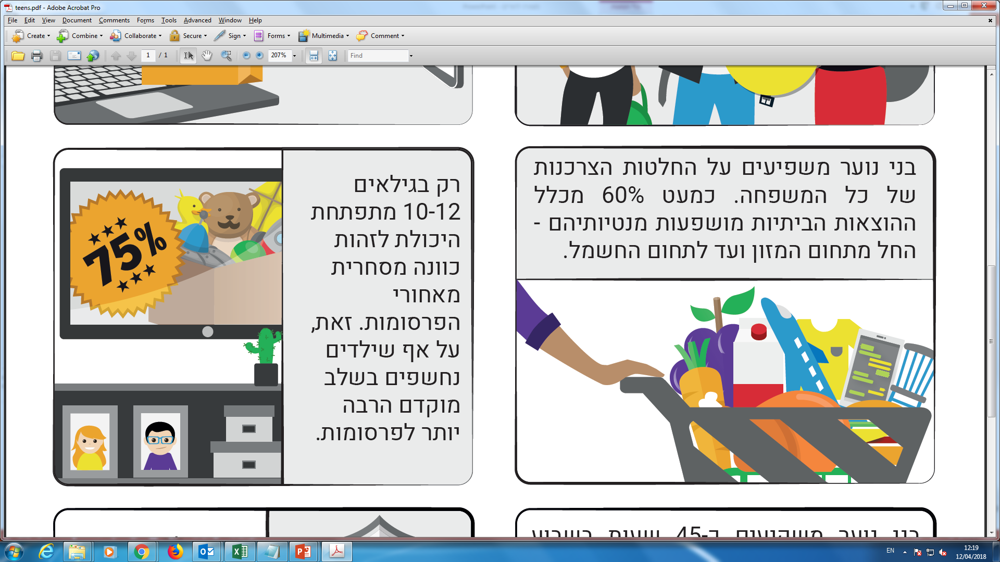 teens.pdf - Adobe Acrobat Pro
File Edit View Document Comments Forms Tools Advanced Window Help
Create Combine Collaborate Secure Sign Forms Multimedia Comment
1 / 1 207% Find
בני נוער משפיעים על החלטות הצרכנות
של כל המשפחה. כמעט 60% מכלל
ההוצאות הביתיות מושפעות מנטיותיהם -
החל מתחום המזון ועד לתחום החשמל.
רק בגילאים
10-12 מתפתחת
היכולת לזהות
כוונה מסחרית
מאחורי
הפרסומות. זאת,
על אף שילדים
נחשפים בשלב
מוקדם הרבה
יותר לפרסומות.
75%
בני נוער משקיעים כ-45 שעות בשבוע
EN
12:19
12/04/2018